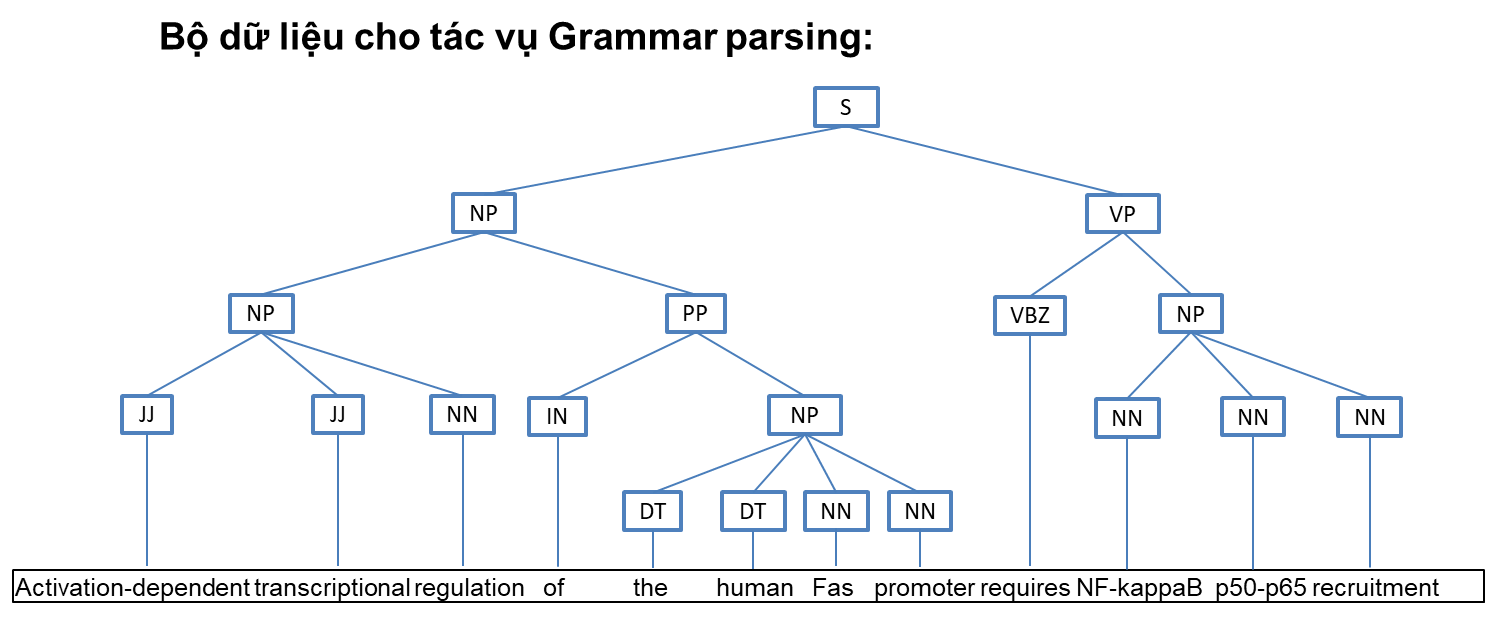 Bộ dữ liệu cho tác vụ Grammar parsing:
S
NP VP
NP PP VBZ NP
JJ JJ NN IN NP NN NN NN
DT DT NN NN
Activation-dependent transcriptional regulation of the human Fas promoter requires NF-kappaB p50-p65 recruitment